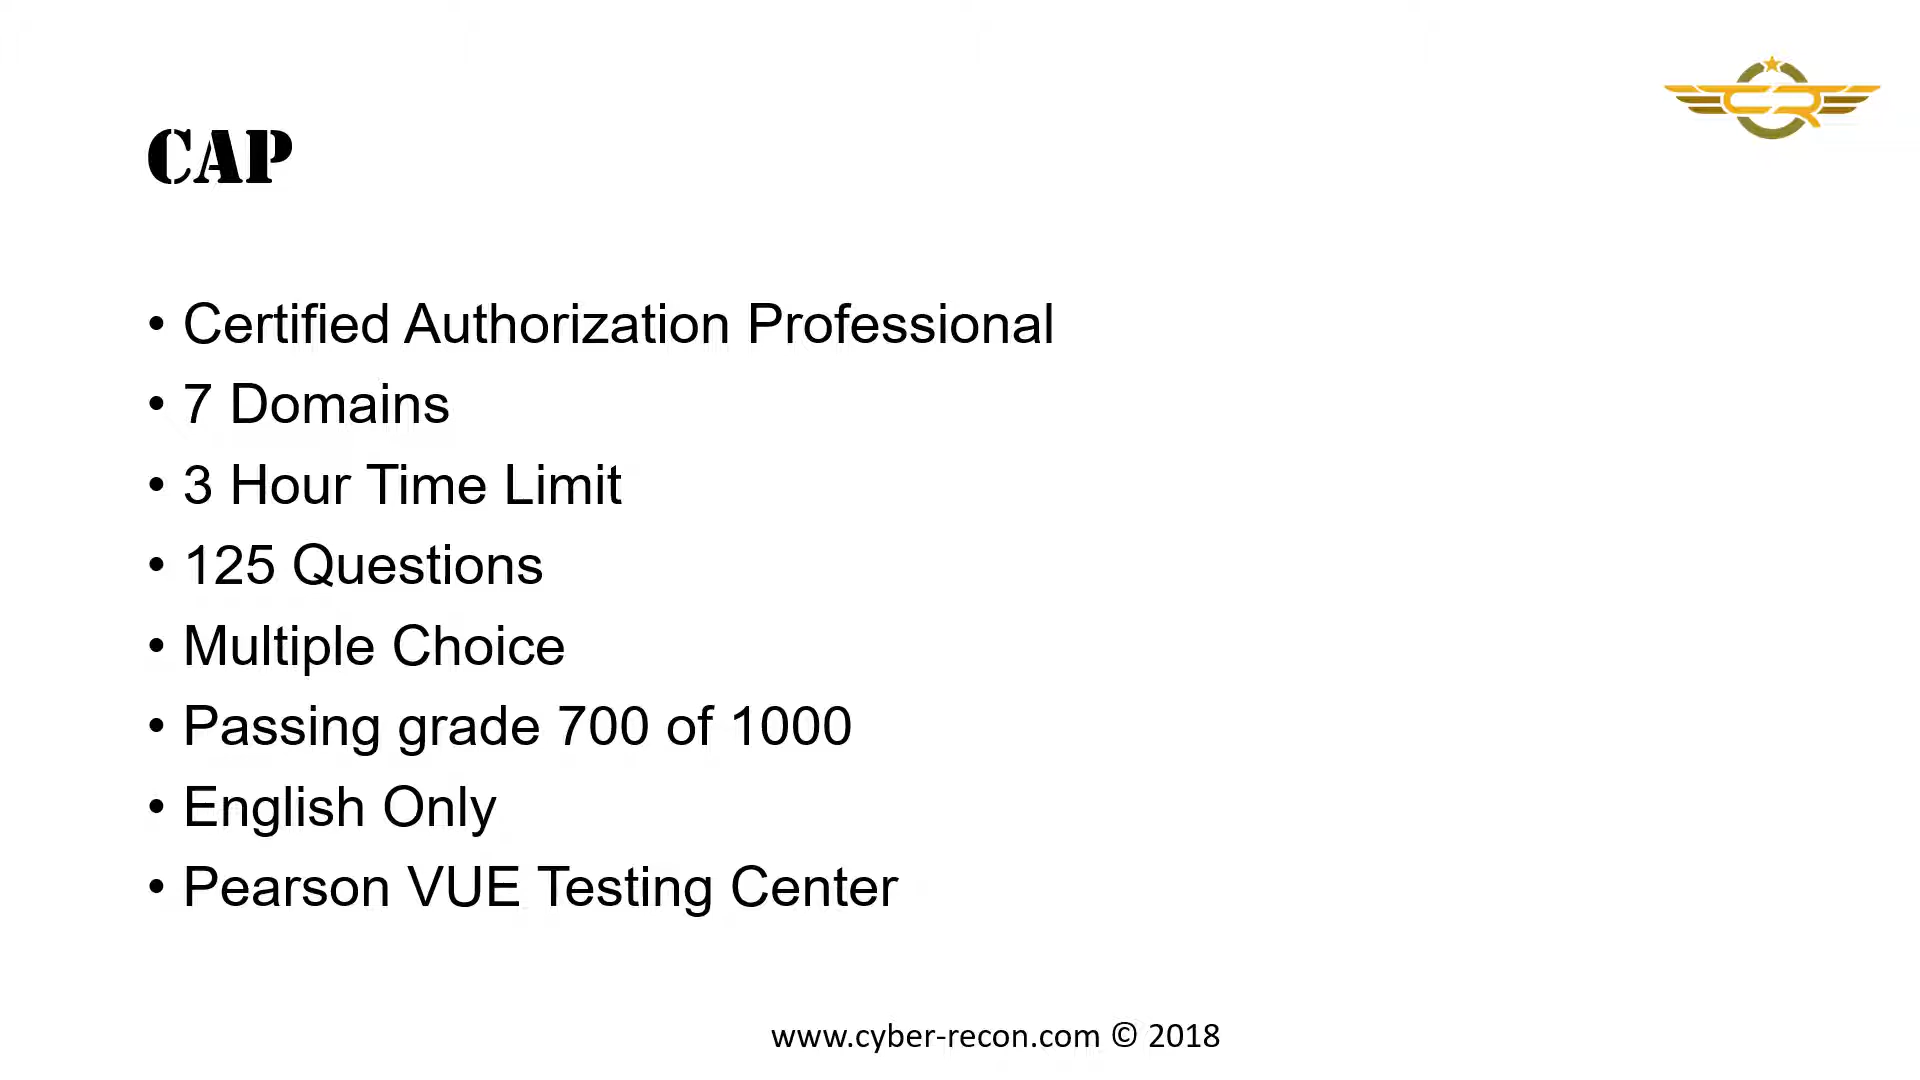 CR
CAP
• Certified Authorization Professional
• 7 Domains
• 3 Hour Time Limit
• 125 Questions
• Multiple Choice
• Passing grade 700 of 1000
• English Only
• Pearson VUE Testing Center
www.cyber-recon.com © 2018